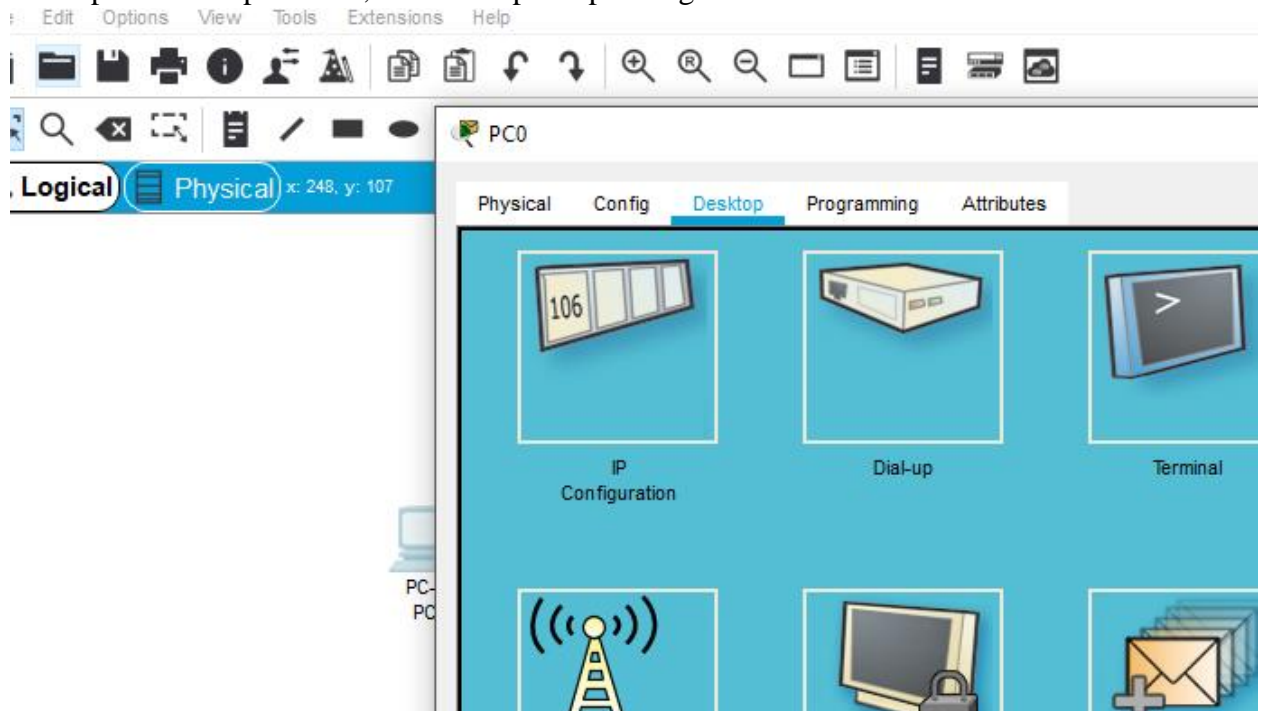 Edit Options View Tools Extensions Help
PC0
Logical Physical x: 248, y: 107
Physical Config Desktop Programming Attributes
106
>
IP Configuration
Dial-up
Terminal
PC-
PC